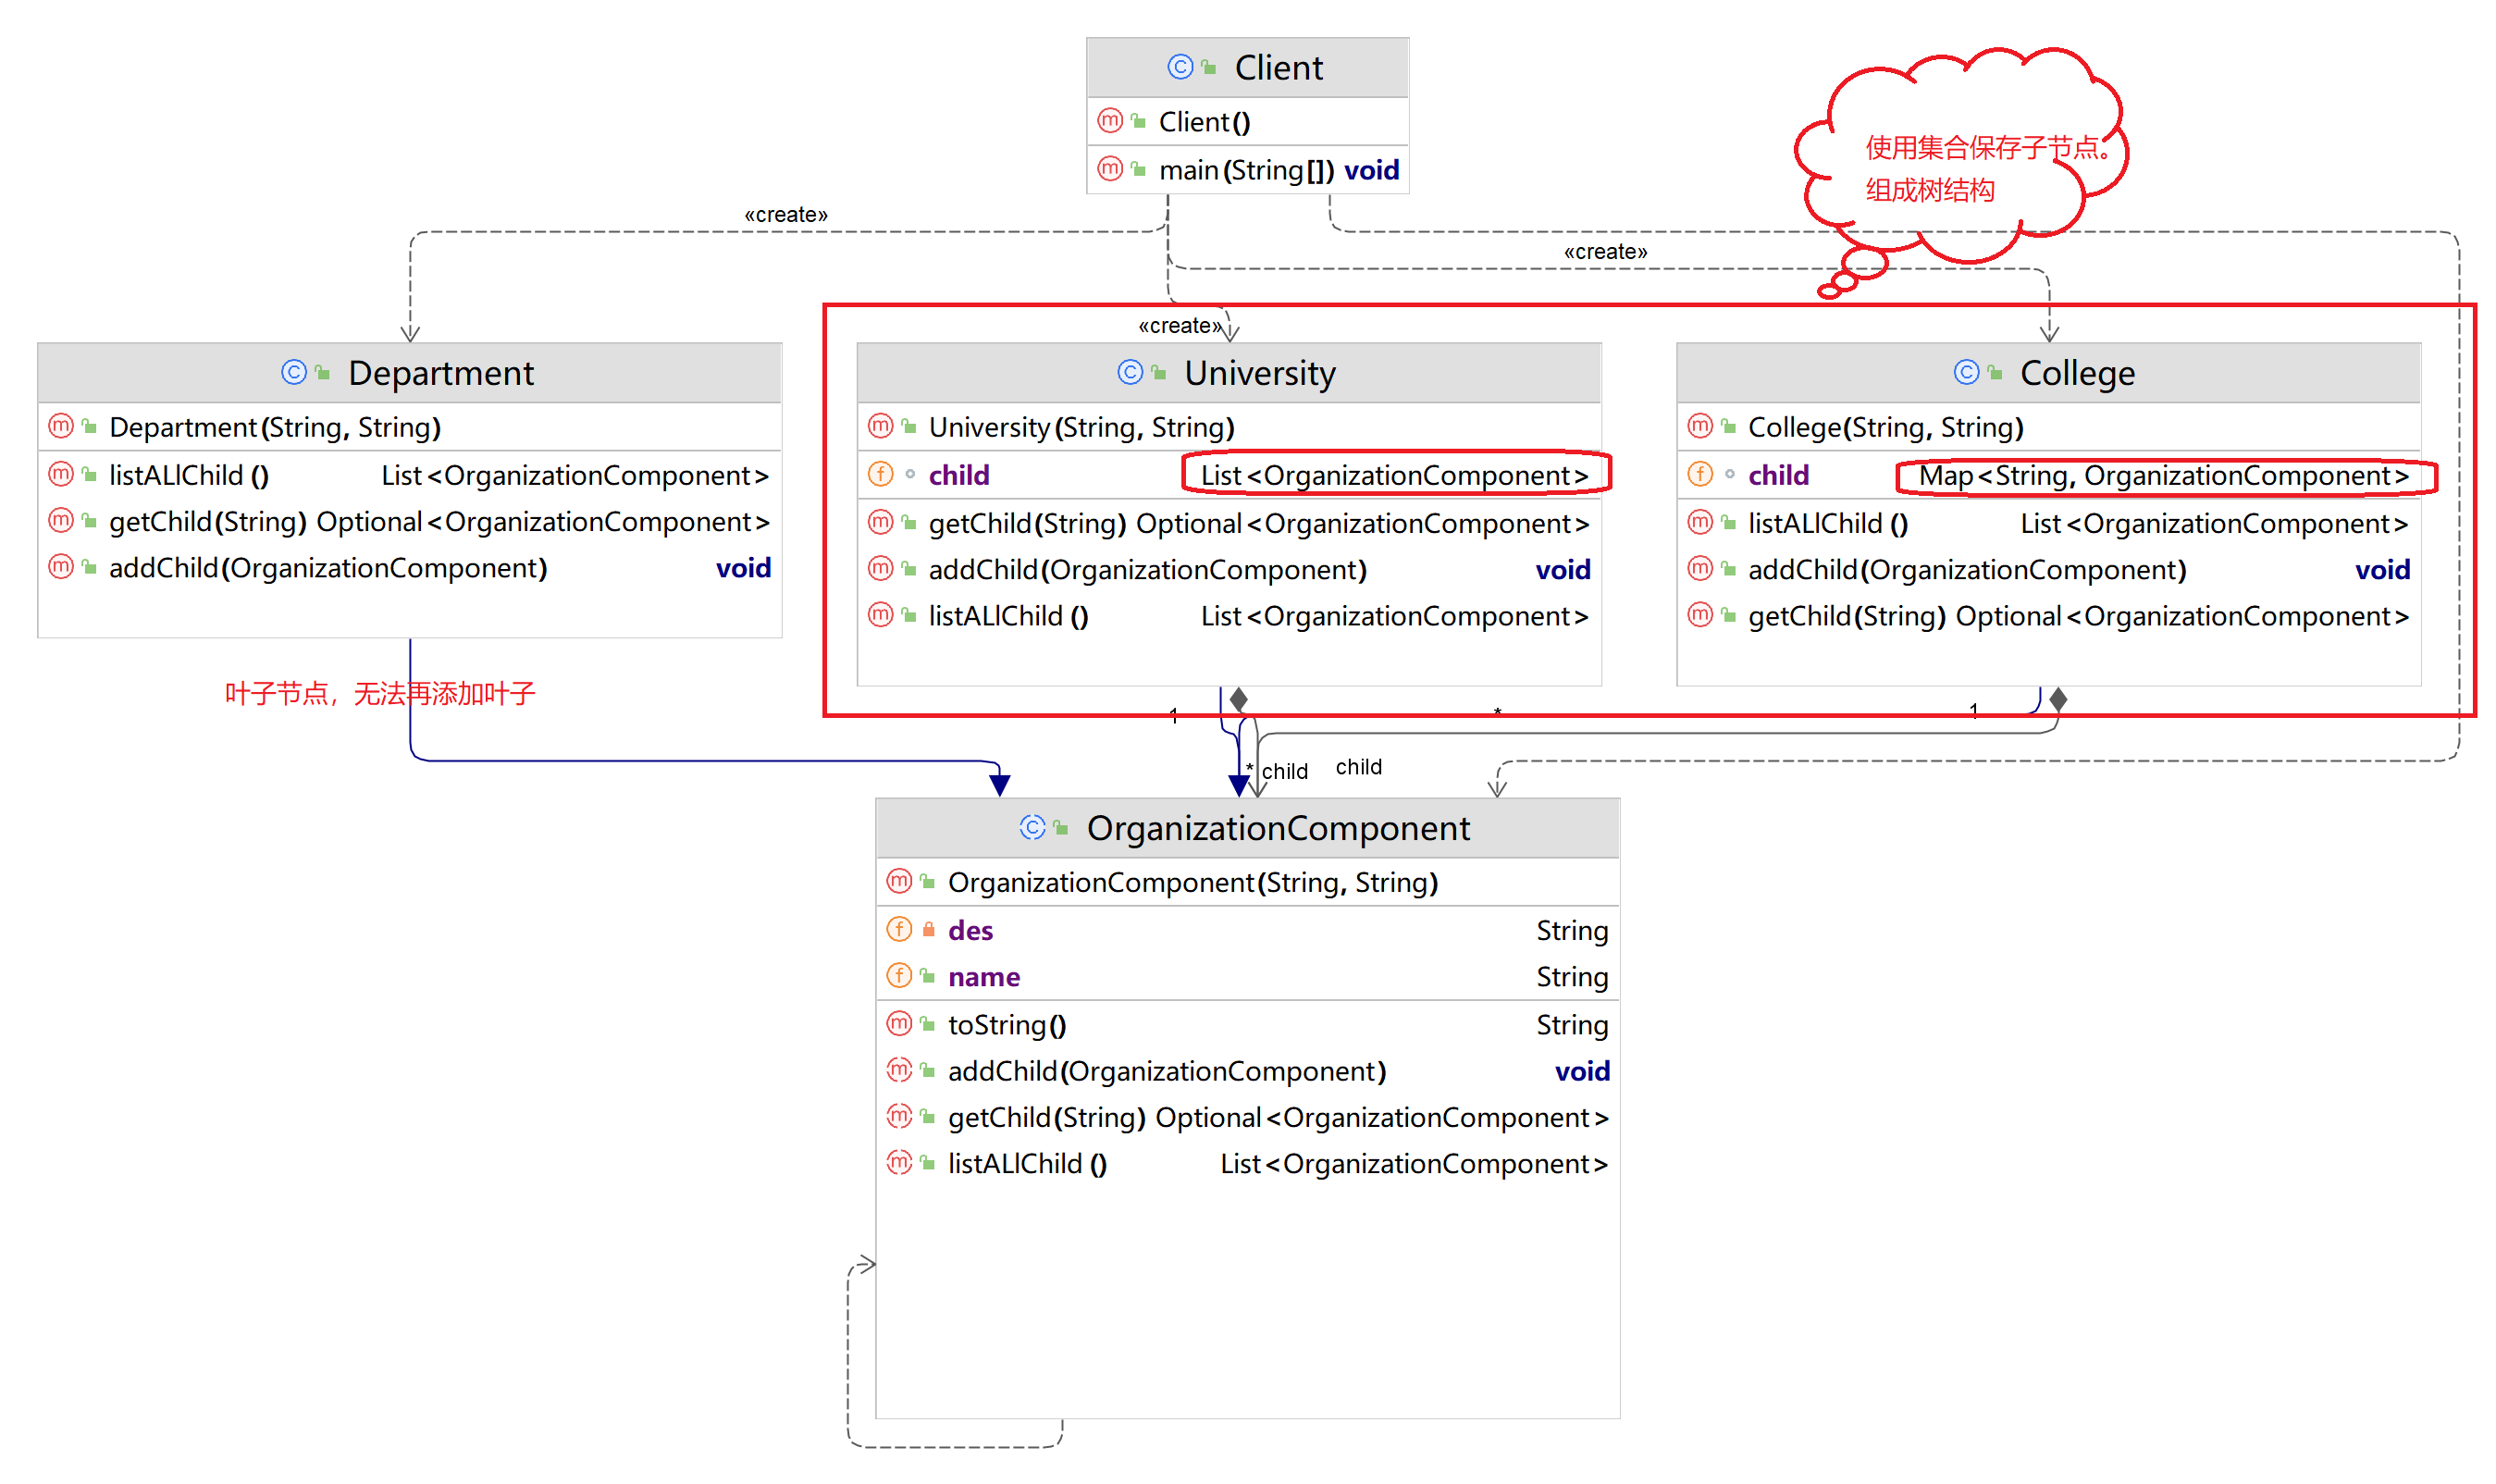 Client
Client()
main(String[]) void
使用集合保存子节点。
组成树结构
«create»
«create»
«create»
Department
Department(String, String)
listALlChild () List<OrganizationComponent>
getChild(String) Optional<OrganizationComponent>
addChild(OrganizationComponent) void
叶子节点，无法再添加叶子
University
University(String, String)
child List<OrganizationComponent>
getChild(String) Optional<OrganizationComponent>
addChild(OrganizationComponent) void
listALlChild () List<OrganizationComponent>
College
College(String, String)
child Map<String, OrganizationComponent>
listALlChild () List<OrganizationComponent>
addChild(OrganizationComponent) void
getChild(String) Optional<OrganizationComponent>
1
*
1
* child
child
OrganizationComponent
OrganizationComponent(String, String)
des String
name String
toString() String
addChild(OrganizationComponent) void
getChild(String) Optional<OrganizationComponent>
listALlChild () List<OrganizationComponent>